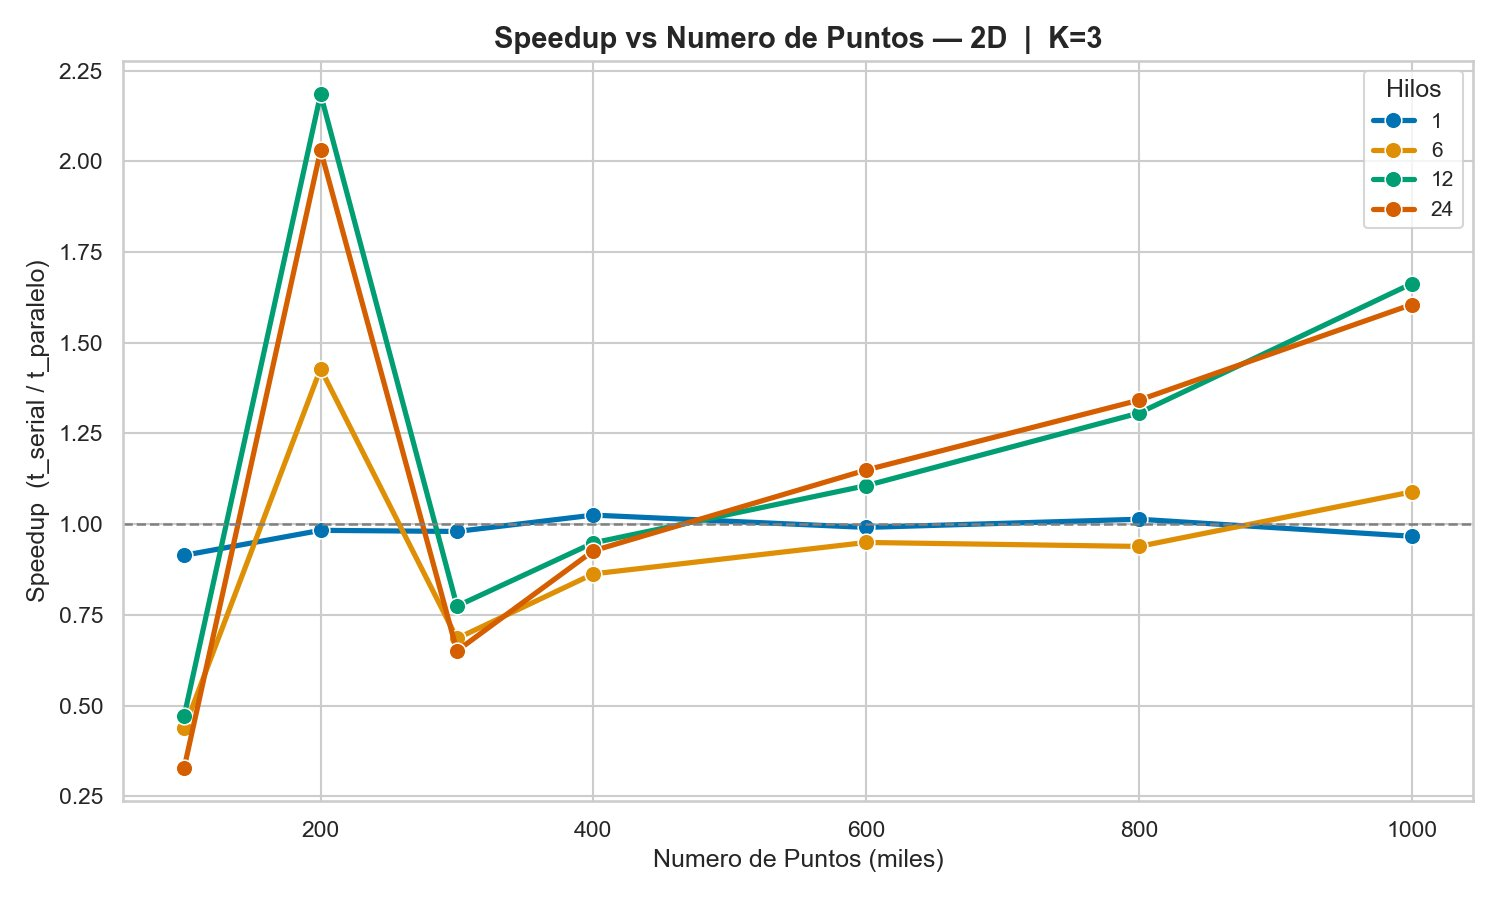 Speedup vs Numero de Puntos — 2D | K=3
Speedup (t_serial / t_paralelo)
2.25
2.00
1.75
1.50
1.25
1.00
0.75
0.50
0.25
Hilos
1
6
12
24
200 400 600 800 1000
Numero de Puntos (miles)